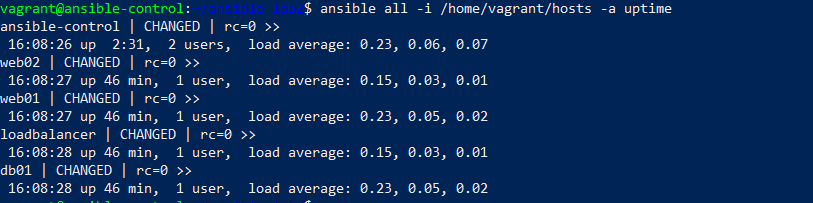 vagrant@ansible-control:~/ansible-lab2$ ansible all -i /home/vagrant/hosts -a uptime
ansible-control | CHANGED | rc=0 >>
 16:08:26 up  2:31,  2 users,  load average: 0.23, 0.06, 0.07
web02 | CHANGED | rc=0 >>
 16:08:27 up 46 min,  1 user,  load average: 0.15, 0.03, 0.01
web01 | CHANGED | rc=0 >>
 16:08:27 up 46 min,  1 user,  load average: 0.23, 0.05, 0.02
loadbalancer | CHANGED | rc=0 >>
 16:08:28 up 46 min,  1 user,  load average: 0.15, 0.03, 0.01
db01 | CHANGED | rc=0 >>
 16:08:28 up 46 min,  1 user,  load average: 0.23, 0.05, 0.02